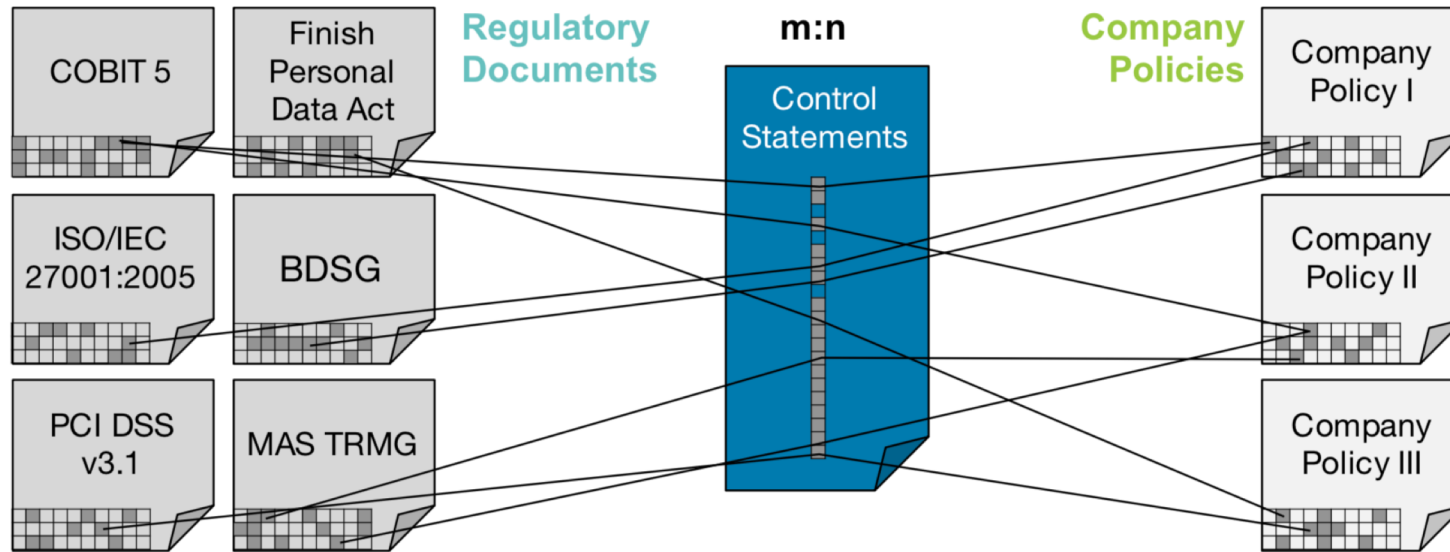 COBIT 5
Finish
Personal
Data Act
Regulatory
Documents
m:n
Control
Statements
Company
Policies
Company
Policy I
ISO/IEC
27001:2005
BDSG
Company
Policy II
PCI DSS
v3.1
MAS TRMG
Company
Policy III